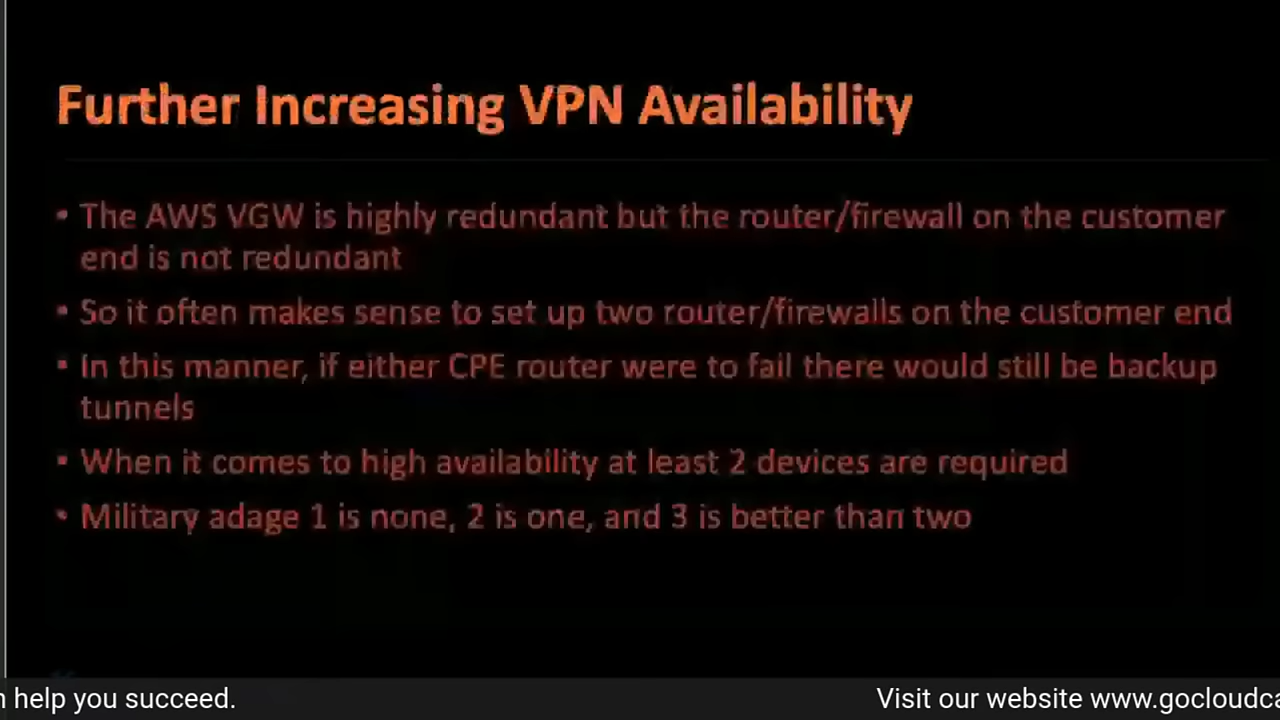 Further Increasing VPN Availability
• The AWS VGW is highly redundant but the router/firewall on the customer
end is not redundant
• So it often makes sense to set up two router/firewalls on the customer end
• In this manner, if either CPE router were to fail there would still be backup
tunnels
• When it comes to high availability at least 2 devices are required
• Military adage 1 is none, 2 is one, and 3 is better than two
help you succeed.
Visit our website www.gocloudca